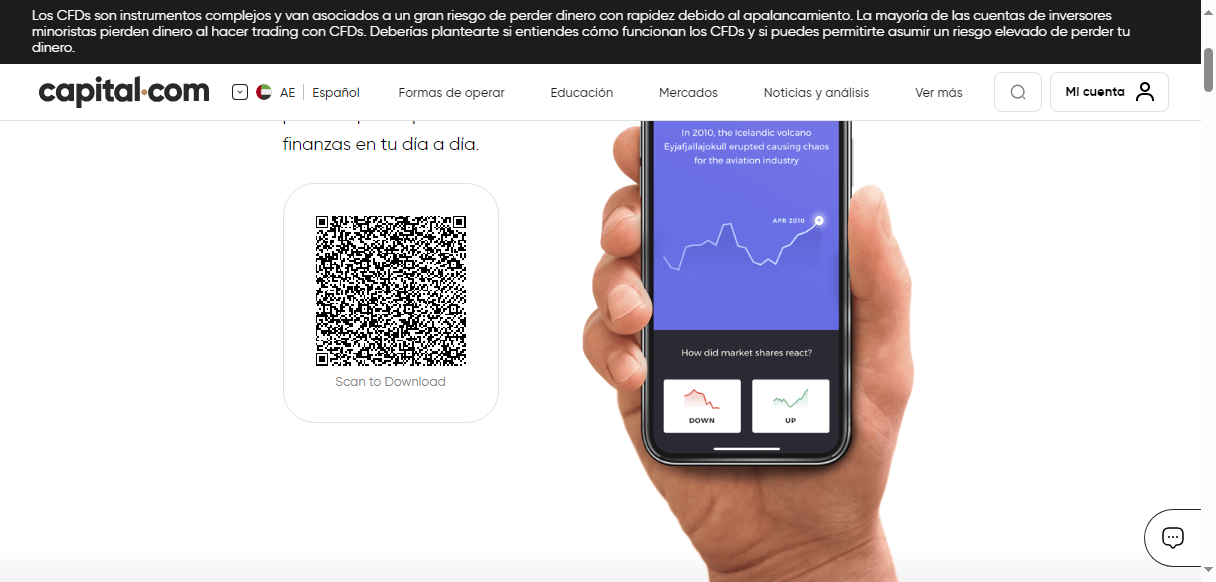 Los CFDs son instrumentos complejos y van asociados a un gran riesgo de perder dinero con rapidez debido al apalancamiento. La mayoría de las cuentas de inversores
minoristas pierden dinero al hacer trading con CFDs. Deberías plantearte si entiendes cómo funcionan los CFDs y si puedes permitirte asumir un riesgo elevado de perder tu
dinero.
capital.com
AE
Español
Formas de operar
Educación
Mercados
Noticias y análisis
Ver más
Mi cuenta
finanzas en tu día a día.
Scan to Download
In 2010, the Icelandic volcano
Eyjafjallajokull erupted causing chaos
for the aviation industry
APR 2010
How did market shares react?
DOWN
UP